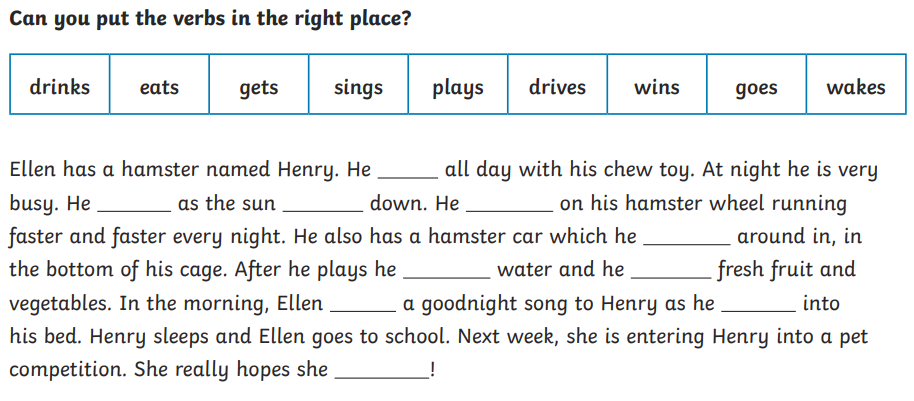 Can you put the verbs in the right place?
drinks eats gets sings plays drives wins goes wakes
Ellen has a hamster named Henry. He _____ all day with his chew toy. At night he is very
busy. He ______ as the sun _______ down. He _______ on his hamster wheel running
faster and faster every night. He also has a hamster car which he _______ around in, in
the bottom of his cage. After he plays he _______ water and he _______ fresh fruit and
vegetables. In the morning, Ellen ______ a goodnight song to Henry as he ______ into
his bed. Henry sleeps and Ellen goes to school. Next week, she is entering Henry into a pet
competition. She really hopes she ________!